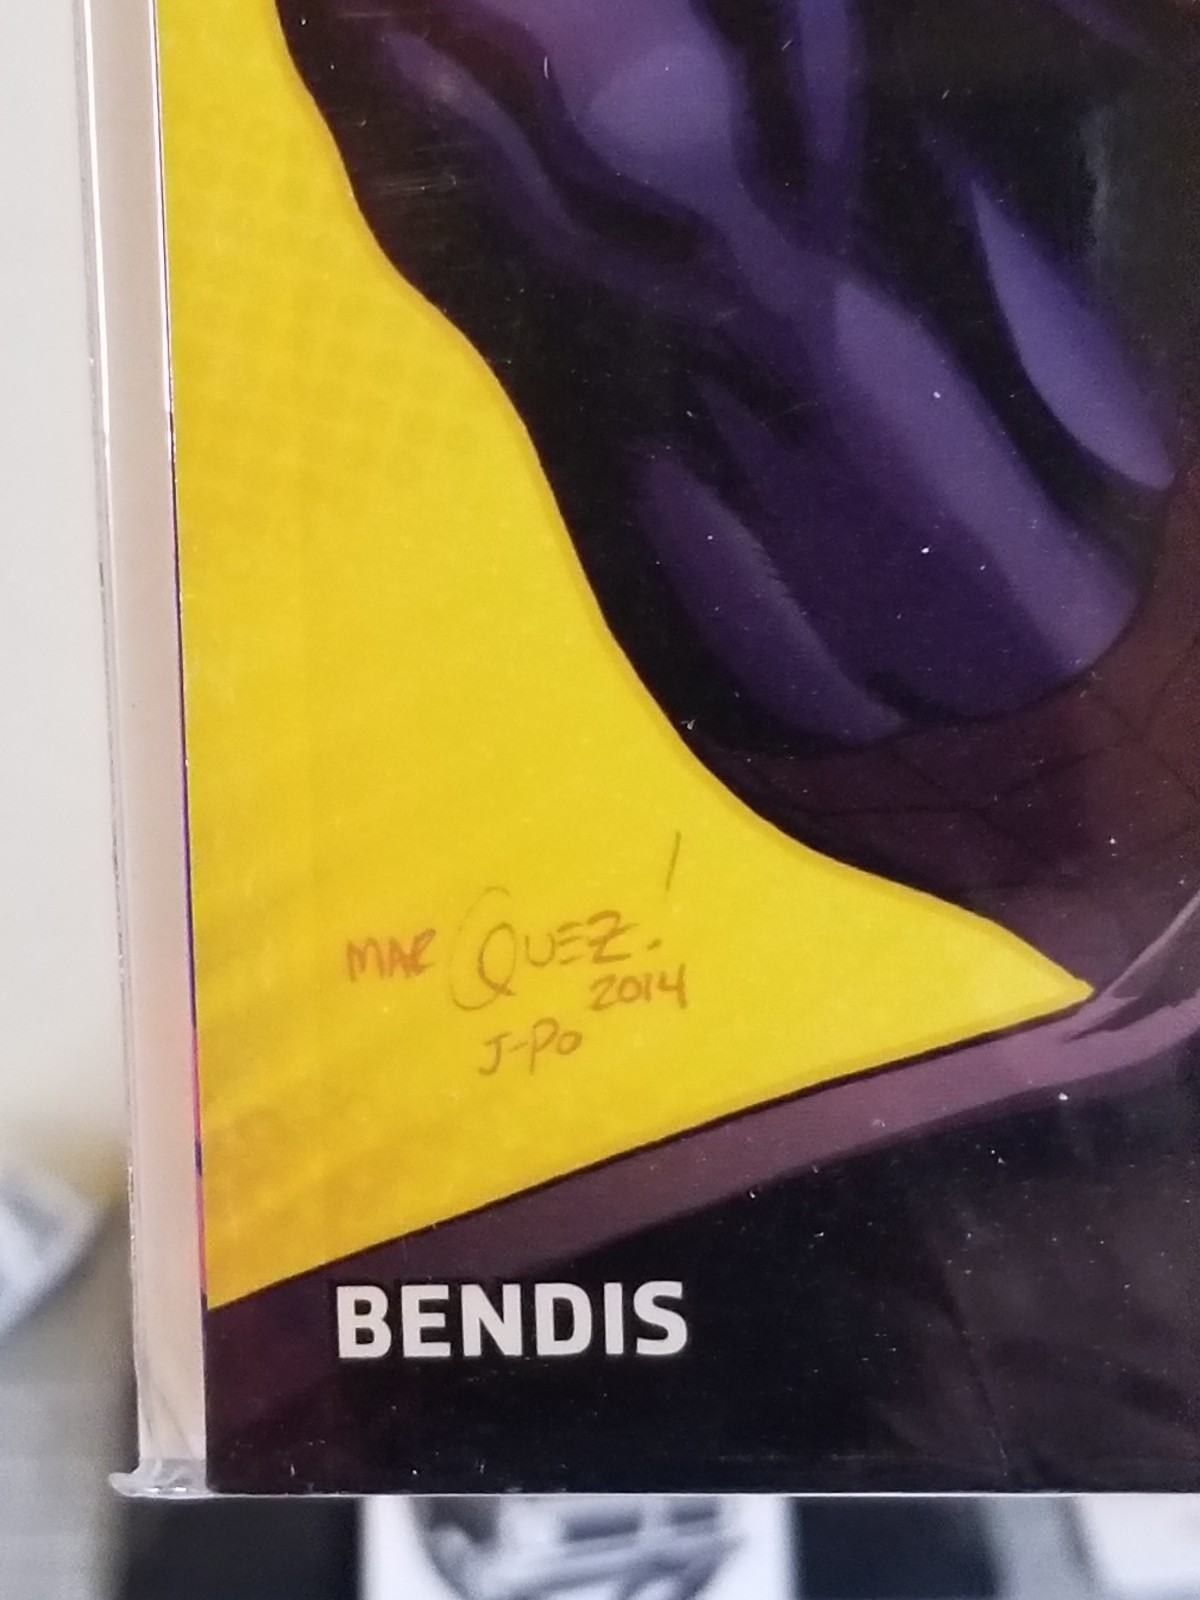 MARQUEZ!
2014
J-Po
BENDIS